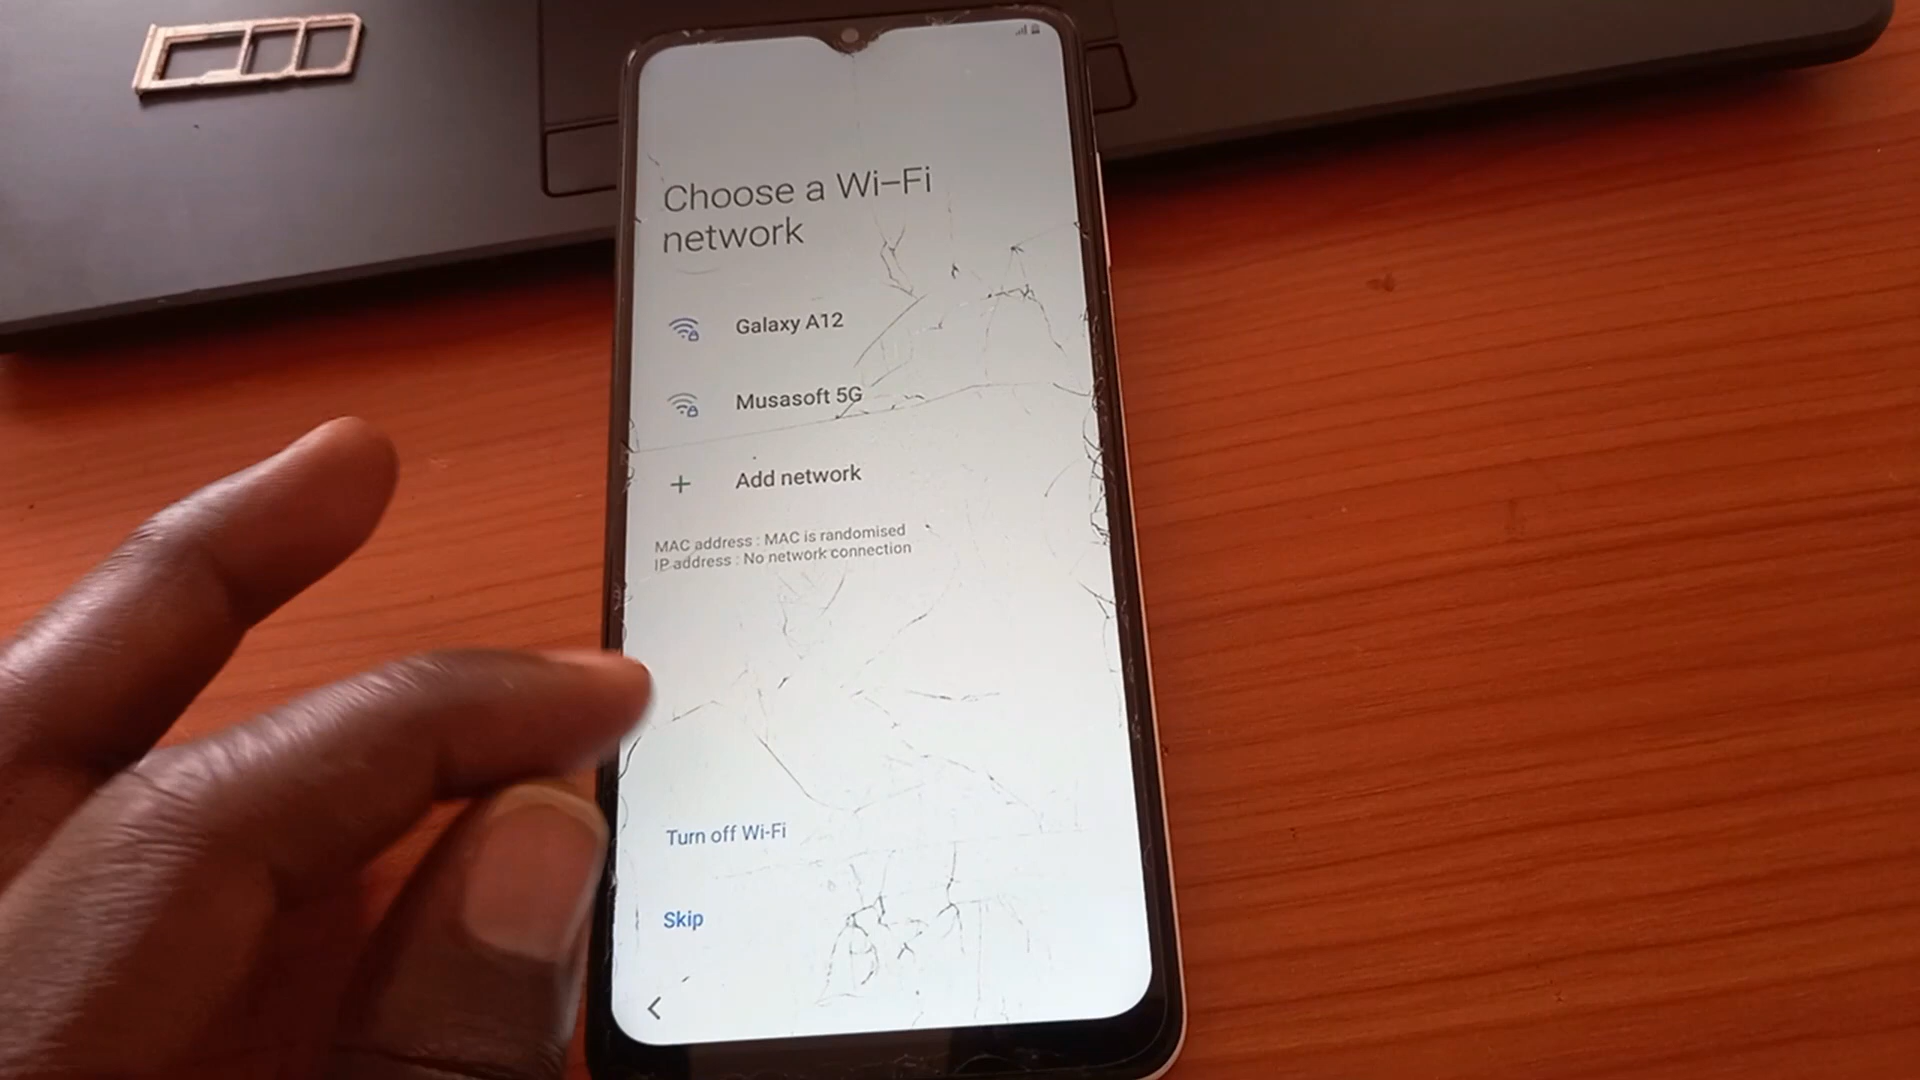 Choose a Wi-Fi
network
Galaxy A12
Musasoft 5G
Add network
MAC address : MAC is randomised
IP address : No network connection
Turn off Wi-Fi
Skip